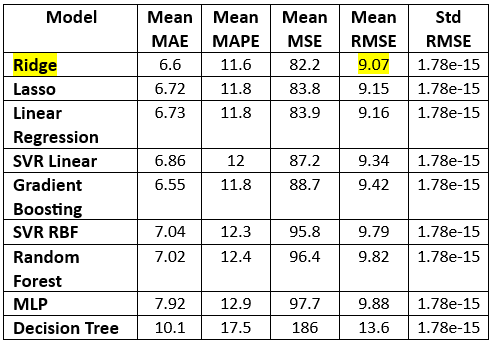 Model Mean MAE Mean MAPE Mean MSE Mean RMSE Std RMSE
Ridge 6.6 11.6 82.2 9.07 1.78e-15
Lasso 6.72 11.8 83.8 9.15 1.78e-15
Linear Regression 6.73 11.8 83.9 9.16 1.78e-15
SVR Linear 6.86 12 87.2 9.34 1.78e-15
Gradient Boosting 6.55 11.8 88.7 9.42 1.78e-15
SVR RBF 7.04 12.3 95.8 9.79 1.78e-15
Random Forest 7.02 12.4 96.4 9.82 1.78e-15
MLP 7.92 12.9 97.7 9.88 1.78e-15
Decision Tree 10.1 17.5 186 13.6 1.78e-15